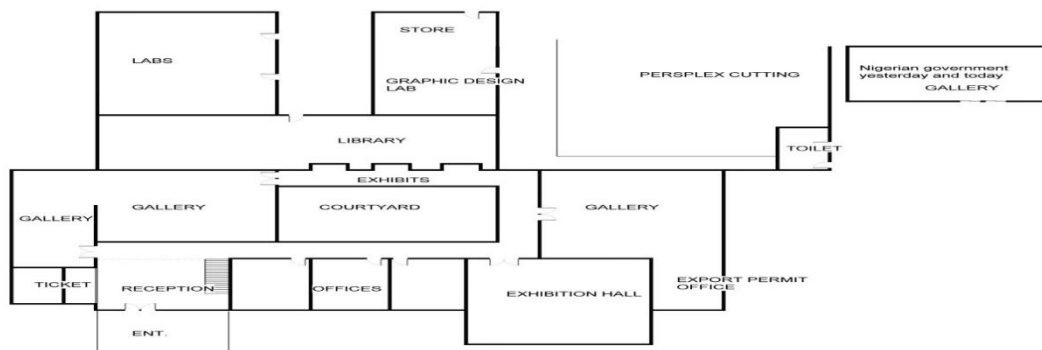 STORE
LABS
GRAPHIC DESIGN
LAB
PERSPLEX CUTTING
Nigerian government
yesterday and today
GALLERY
LIBRARY
TOILET
EXHIBITS
GALLERY
GALLERY
COURTYARD
GALLERY
TICKET
RECEPTION
OFFICES
EXHIBITION HALL
EXPORT PERMIT
OFFICE
ENT.